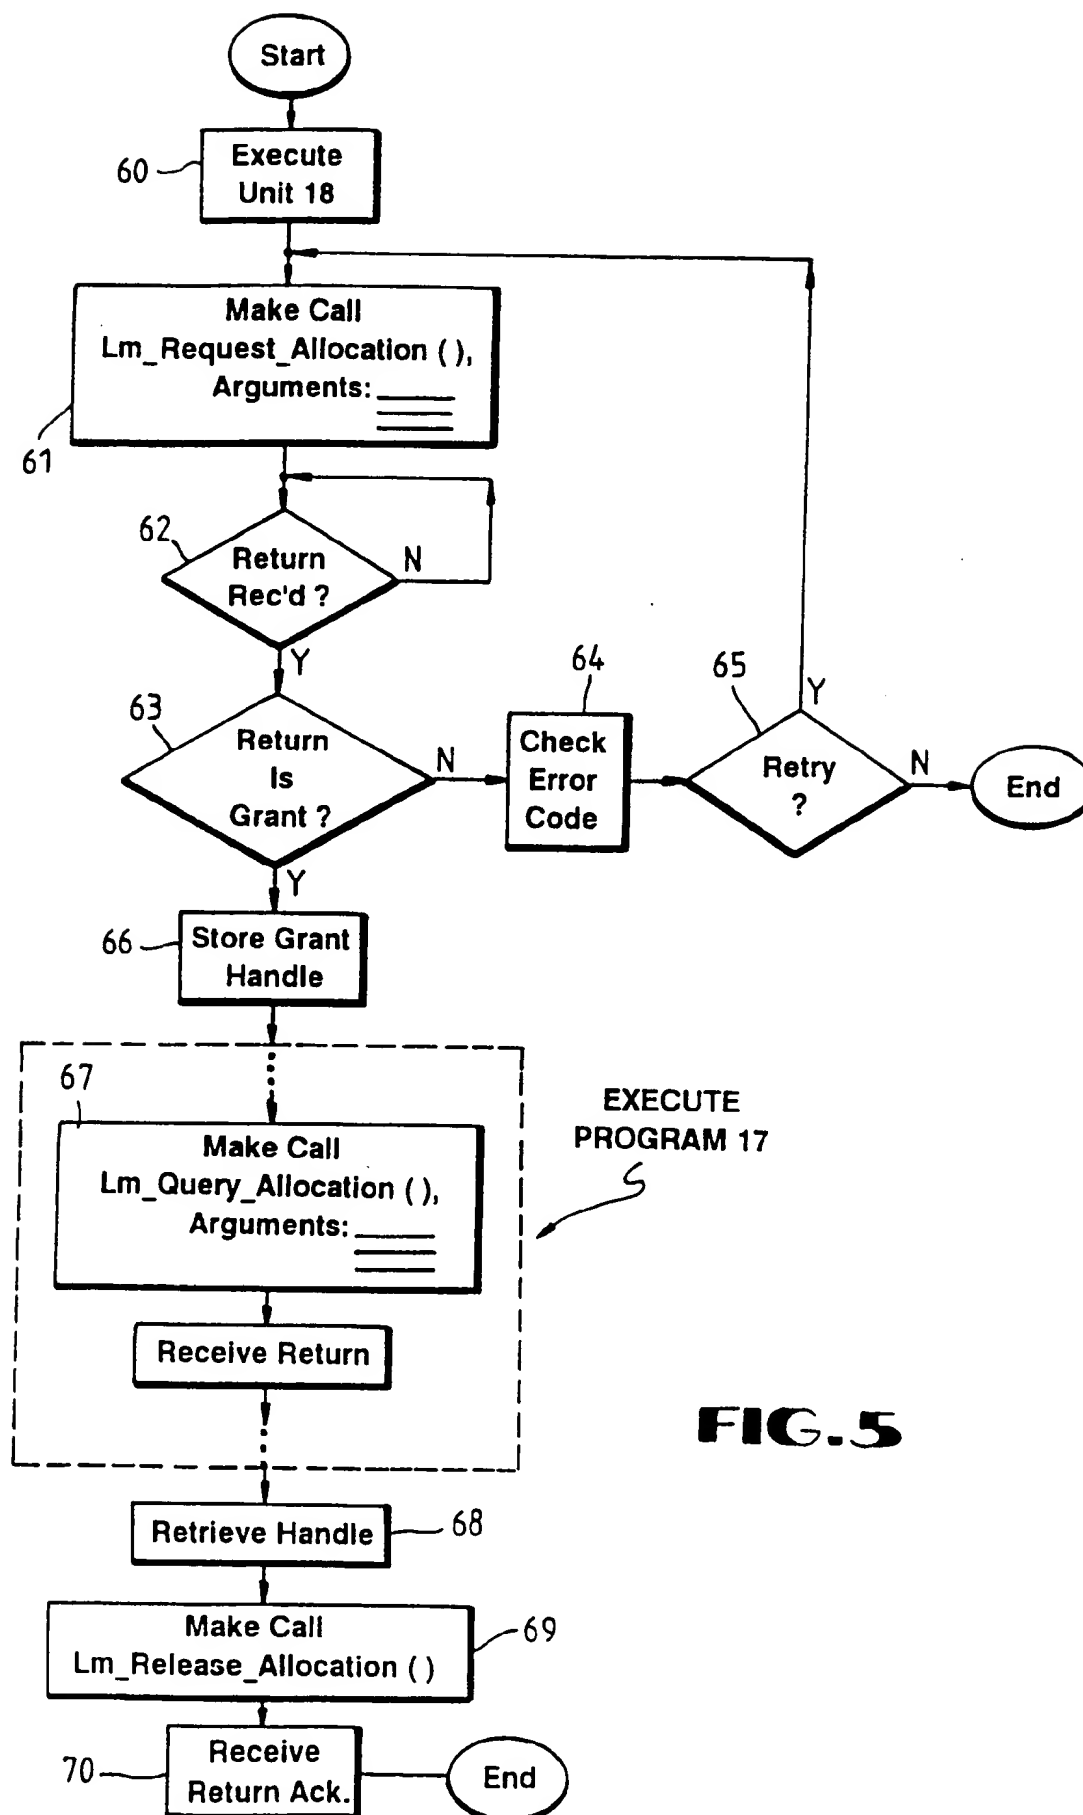 Start
60
Execute
Unit 18
Make Call
Lm_Request_Allocation ( ),
Arguments:
61
62
Return
Rec'd ?
N
Y
63
Return
Is
Grant ?
N
Y
64
Check
Error
Code
65
Retry
?
Y
N
End
66
Store Grant
Handle
67
Make Call
Lm_Query_Allocation ( ),
Arguments:
EXECUTE
PROGRAM 17
Receive Return
FIG.5
Retrieve Handle
68
Make Call
Lm_Release_Allocation ( )
69
70
Receive
Return Ack.
End